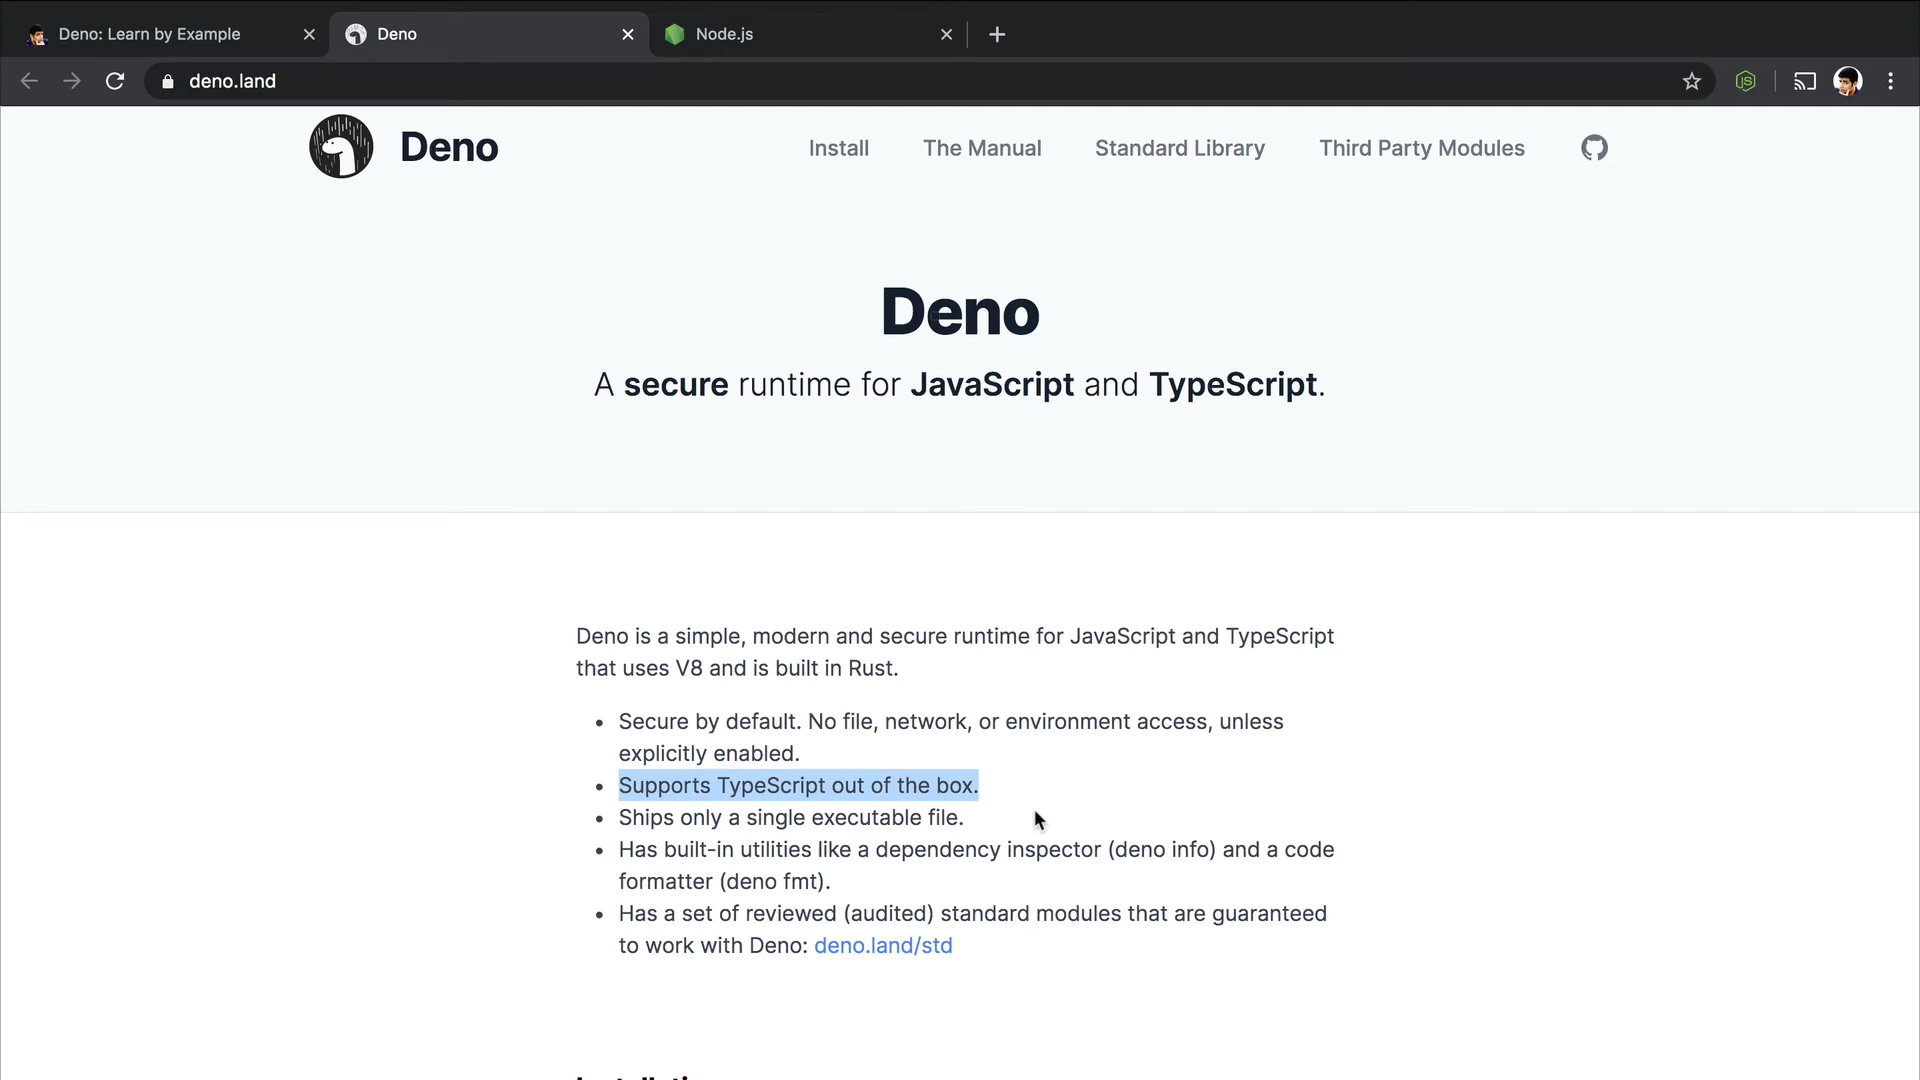 Deno: Learn by Example
Deno
Node.js
deno.land
Deno
Install
The Manual
Standard Library
Third Party Modules
Deno
A secure runtime for JavaScript and TypeScript.
Deno is a simple, modern and secure runtime for JavaScript and TypeScript
that uses V8 and is built in Rust.
• Secure by default. No file, network, or environment access, unless
explicitly enabled.
• Supports TypeScript out of the box.
• Ships only a single executable file.
• Has built-in utilities like a dependency inspector (deno info) and a code
formatter (deno fmt).
• Has a set of reviewed (audited) standard modules that are guaranteed
to work with Deno: deno.land/std